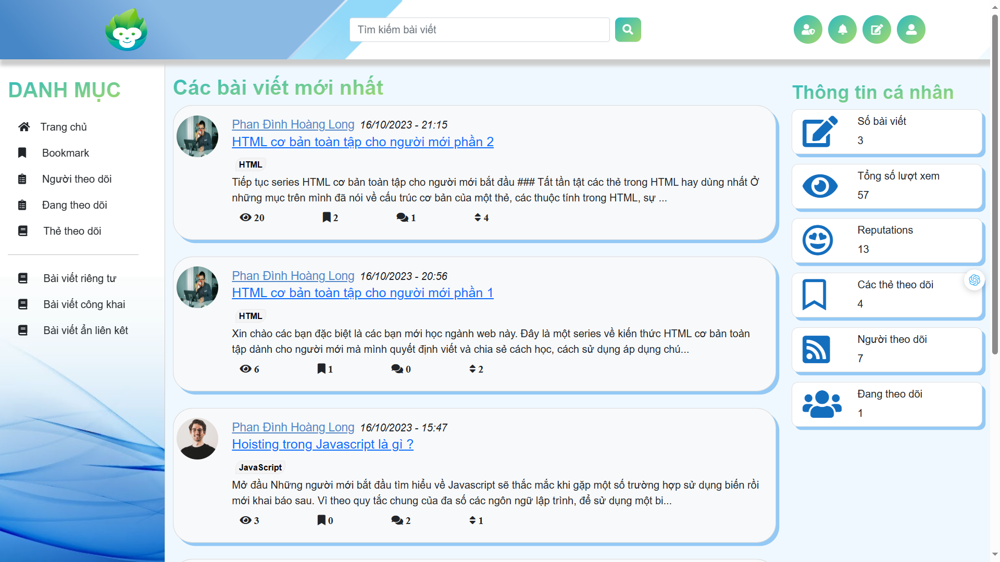 Tìm kiếm bài viết
DANH MỤC
Trang chủ
Bookmark
Người theo dõi
Đang theo dõi
Thẻ theo dõi
Bài viết riêng tư
Bài viết công khai
Bài viết ẩn liên kêt
Các bài viết mới nhất
Phan Đình Hoàng Long 16/10/2023 - 21:15
HTML cơ bản toàn tập cho người mới phần 2
HTML
Tiếp tục series HTML cơ bản toàn tập cho người mới bắt đầu ### Tất tần tật các thẻ trong HTML hay dùng nhất Ở
những mục trên mình đã nói về cấu trúc cơ bản của một thẻ, các thuộc tính trong HTML, sự ...
20 2 1 4
Phan Đình Hoàng Long 16/10/2023 - 20:56
HTML cơ bản toàn tập cho người mới phần 1
HTML
Xin chào các bạn đặc biệt là các bạn mới học ngành web này. Đây là một series về kiến thức HTML cơ bản toàn
tập dành cho người mới mà mình quyết định viết và chia sẻ cách học, cách sử dụng áp dụng chú...
6 1 0 2
Phan Đình Hoàng Long 16/10/2023 - 15:47
Hoisting trong Javascript là gì ?
JavaScript
Mở đầu Những người mới bắt đầu tìm hiểu về Javascript sẽ thắc mắc khi gặp một số trường hợp sử dụng biến rồi
mới khai báo sau. Vì theo quy tắc chung của đa số các ngôn ngữ lập trình, để sử dụng một bi...
3 0 2 1
Thông tin cá nhân
Số bài viết
3
Tổng số lượt xem
57
Reputations
13
Các thẻ theo dõi
4
Người theo dõi
7
Đang theo dõi
1